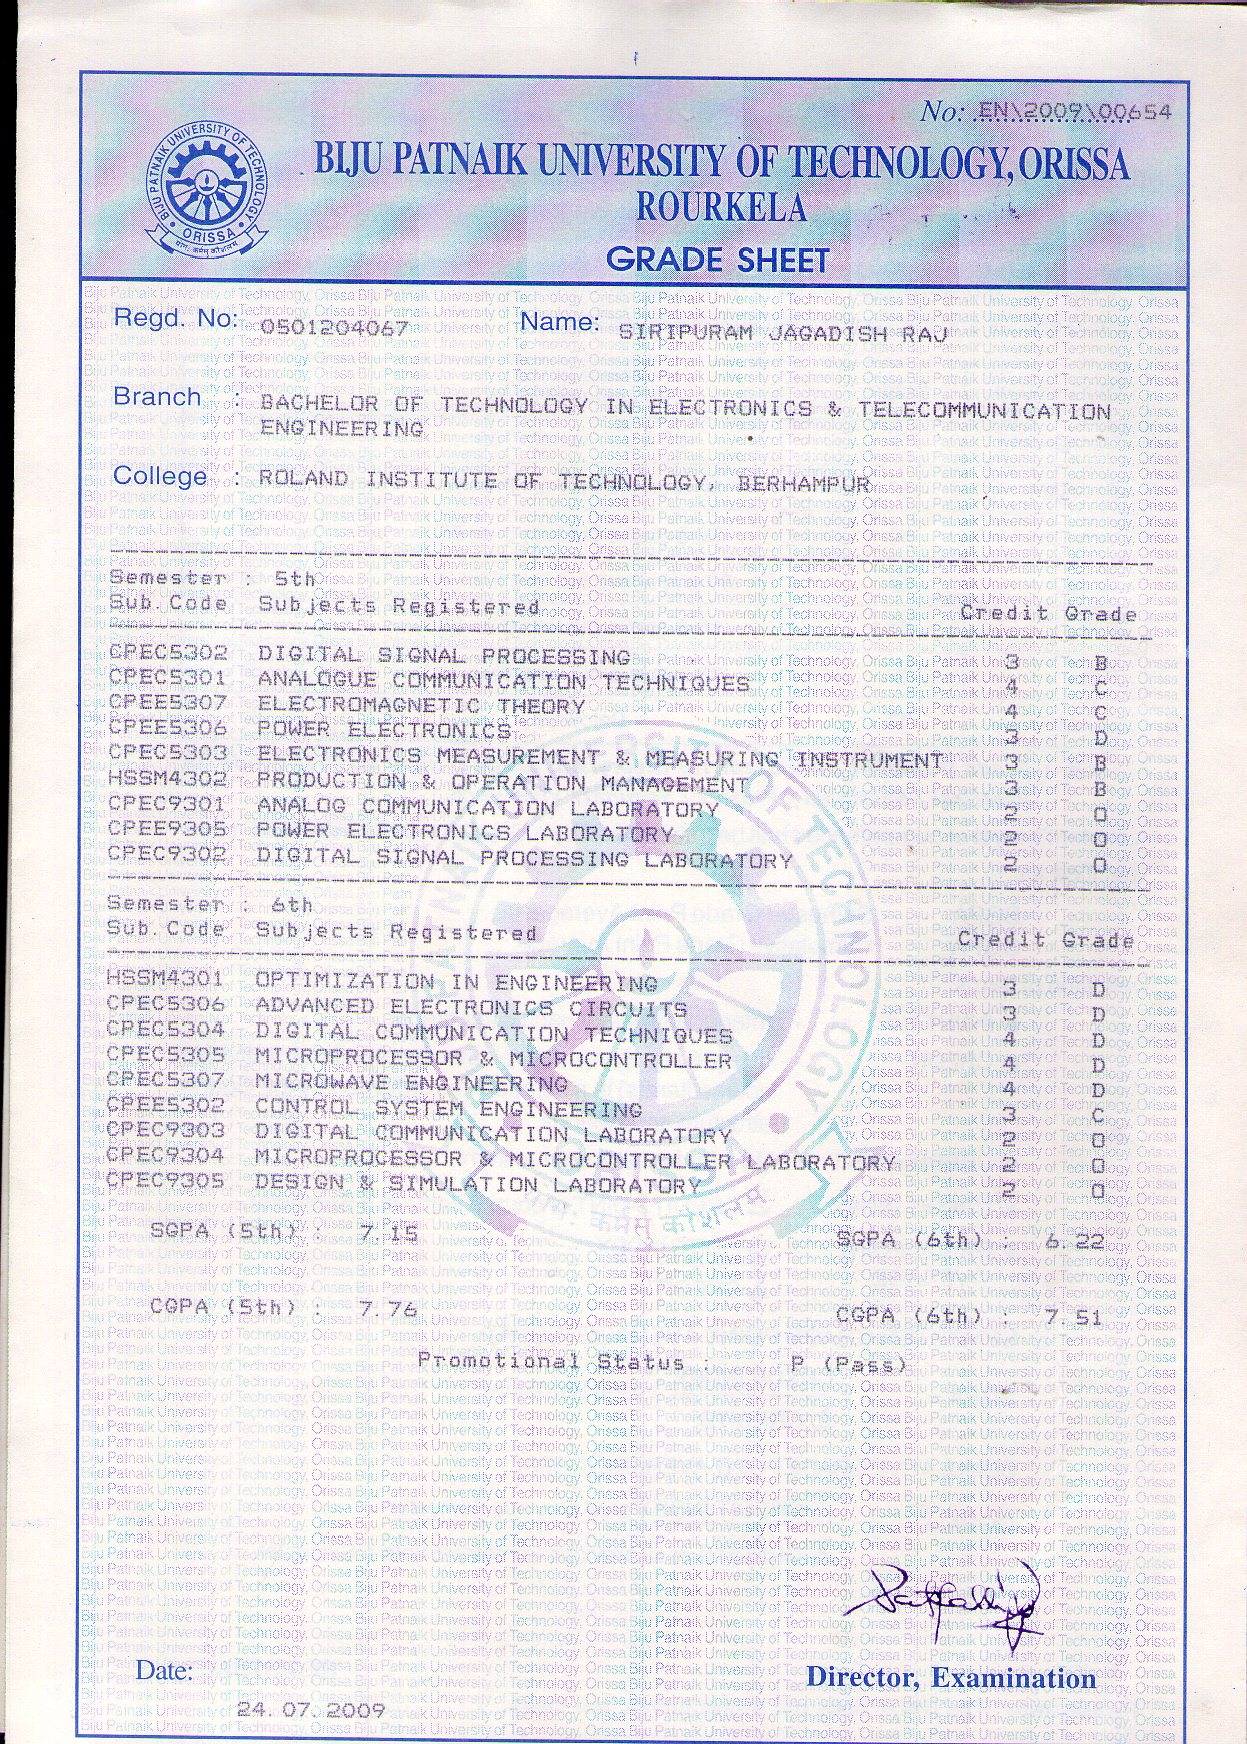 No: EN\2009\00654
BIJU PATNAIK UNIVERSITY OF TECHNOLOGY
ORISSA
BIJU PATNAIK UNIVERSITY OF TECHNOLOGY, ORISSA
ROURKELA
GRADE SHEET
Regd. No: 0501204067 Name: SIRIPURAM JAGADISH RAJ
Branch : BACHELOR OF TECHNOLOGY IN ELECTRONICS & TELECOMMUNICATION
ENGINEERING
College : ROLAND INSTITUTE OF TECHNOLOGY, BERHAMPUR
Semester : 5th
Sub. Code Subjects Registered Credit Grade
CPEC5302 DIGITAL SIGNAL PROCESSING 3 B
CPEC5301 ANALOGUE COMMUNICATION TECHNIQUES 4 C
CPEE5307 ELECTROMAGNETIC THEORY 4 C
CPEE5306 POWER ELECTRONICS 3 D
CPEC5303 ELECTRONICS MEASUREMENT & MEASURING INSTRUMENT 3 B
HSSM4302 PRODUCTION & OPERATION MANAGEMENT 3 B
CPEC9301 ANALOG COMMUNICATION LABORATORY 2 O
CPEE9305 POWER ELECTRONICS LABORATORY 2 O
CPEC9302 DIGITAL SIGNAL PROCESSING LABORATORY 2 O
Semester : 6th
Sub. Code Subjects Registered Credit Grade
HSSM4301 OPTIMIZATION IN ENGINEERING 3 D
CPEC5306 ADVANCED ELECTRONICS CIRCUITS 3 D
CPEC5304 DIGITAL COMMUNICATION TECHNIQUES 4 D
CPEC5305 MICROPROCESSOR & MICROCONTROLLER 4 D
CPEC5307 MICROWAVE ENGINEERING 4 D
CPEE5302 CONTROL SYSTEM ENGINEERING 3 C
CPEC9303 DIGITAL COMMUNICATION LABORATORY 2 O
CPEC9304 MICROPROCESSOR & MICROCONTROLLER LABORATORY 2 O
CPEC9305 DESIGN & SIMULATION LABORATORY 2 O
SGPA (5th) : 7.15 SGPA (6th) : 6.22
CGPA (5th) : 7.76 CGPA (6th) : 7.51
Promotional Status : P (Pass)
Director, Examination
Date:
24.07.2009